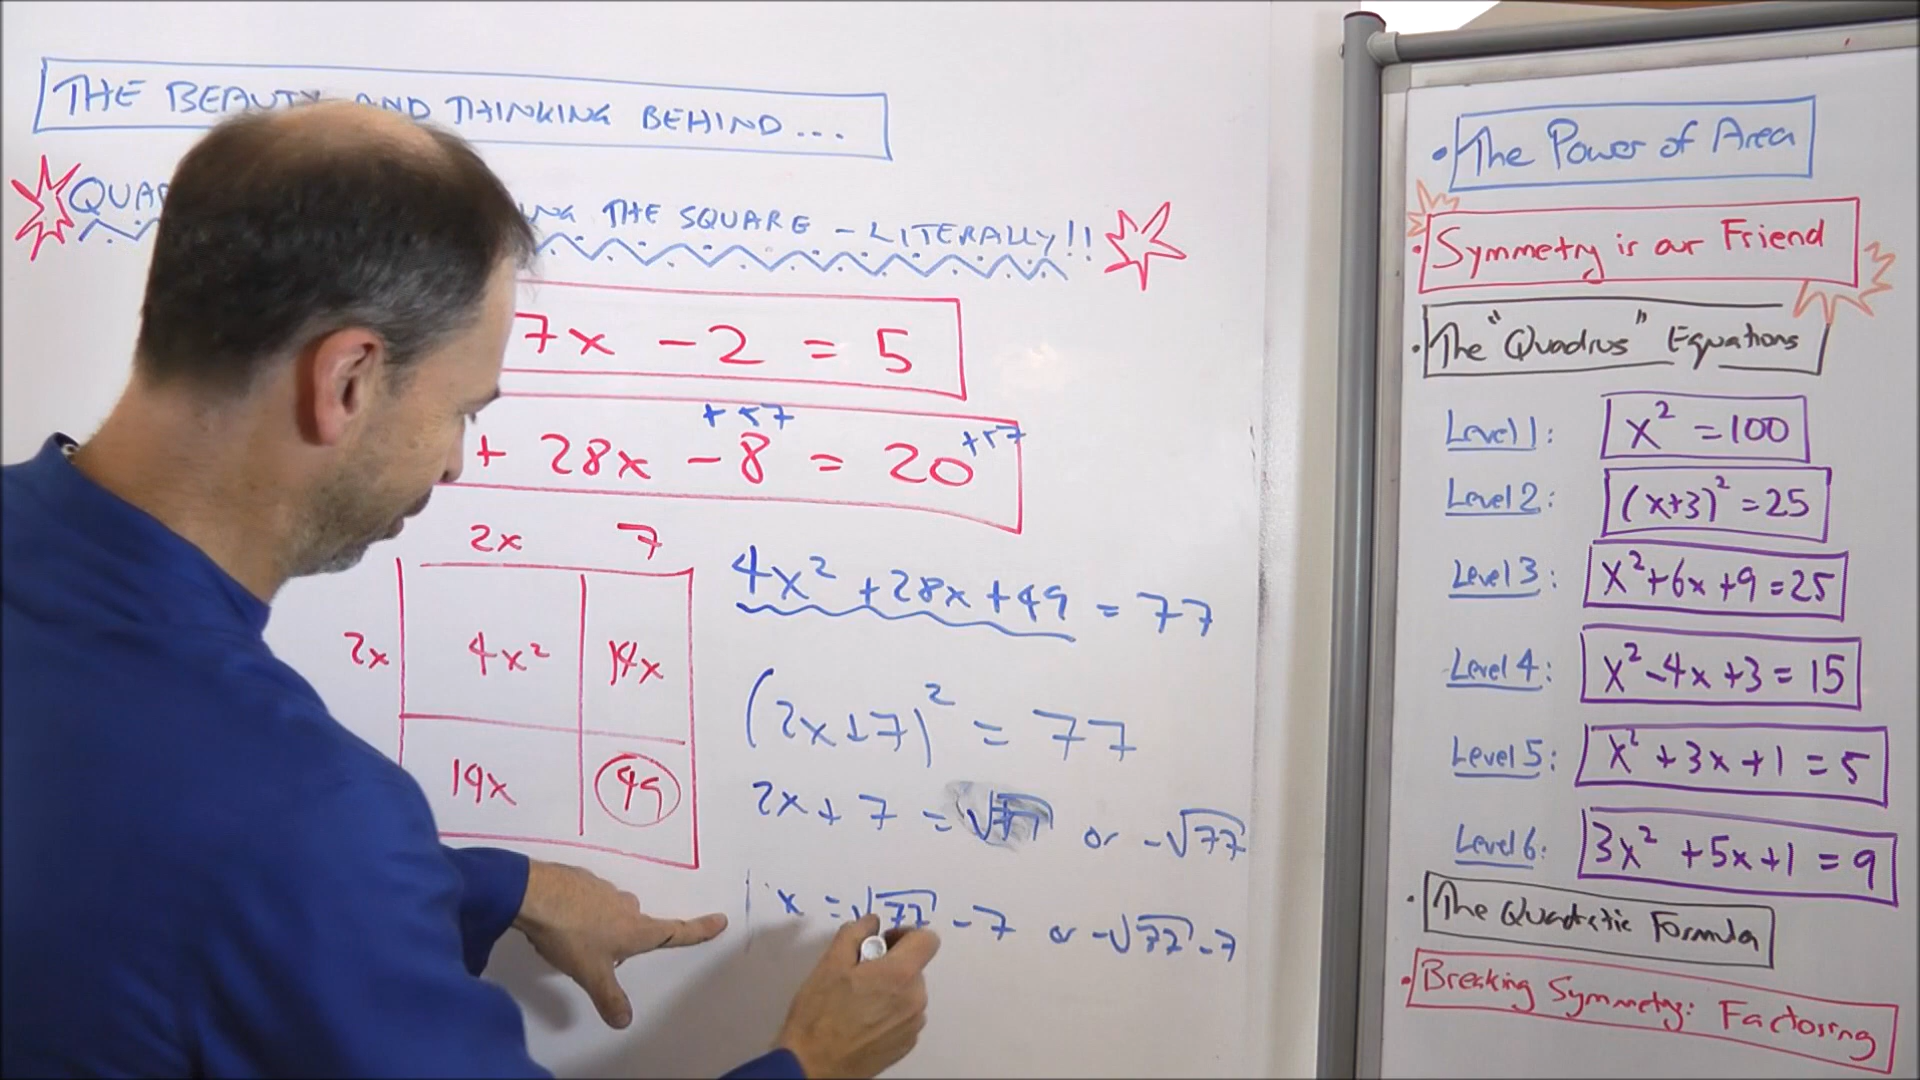 THE BEAUTY AND THINKING BEHIND...
THE SQUARE - LITERALLY!!
7x - 2 = 5
+57 +57
+ 28x - 8 = 20
2x 7
2x 4x² 14x
14x 49
4x² + 28x + 49 = 77
(2x+7)² = 77
2x + 7 = √77 or -√77
x = √77 - 7 or -√77 - 7
• The Power of Area
• Symmetry is our Friend
• The "Quadrus" Equations
Level 1: x² = 100
Level 2: (x+3)² = 25
Level 3: x² + 6x + 9 = 25
Level 4: x² - 4x + 3 = 15
Level 5: x² + 3x + 1 = 5
Level 6: 3x² + 5x + 1 = 9
• The Quadratic Formula
• Breaking Symmetry: Factoring